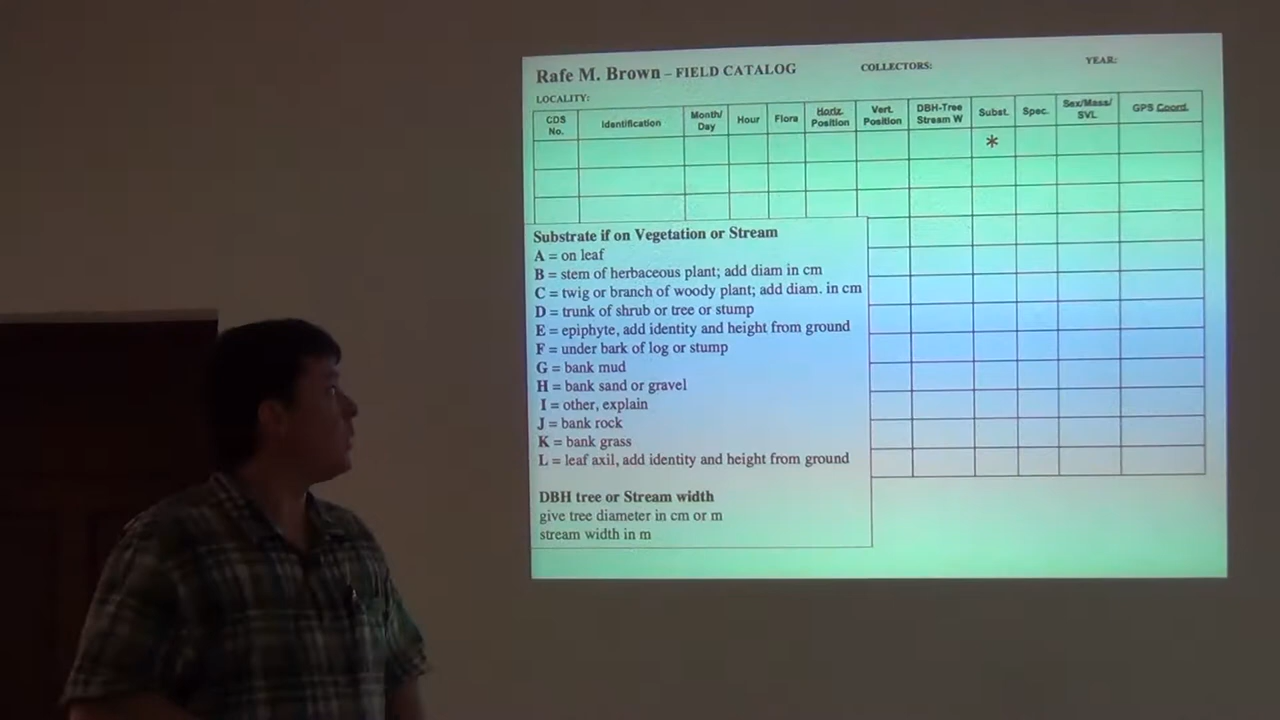 Rafe M. Brown – FIELD CATALOG COLLECTORS: YEAR:
LOCALITY:
CDS No. Identification Month/ Day Hour Flora Horiz. Position Vert. Position DBH-Tree Stream W Subst. Spec. Sex/Mass/ SVL GPS Coord.
*
Substrate if on Vegetation or Stream
A = on leaf
B = stem of herbaceous plant; add diam in cm
C = twig or branch of woody plant; add diam. in cm
D = trunk of shrub or tree or stump
E = epiphyte, add identity and height from ground
F = under bark of log or stump
G = bank mud
H = bank sand or gravel
I = other, explain
J = bank rock
K = bank grass
L = leaf axil, add identity and height from ground
DBH tree or Stream width
give tree diameter in cm or m
stream width in m